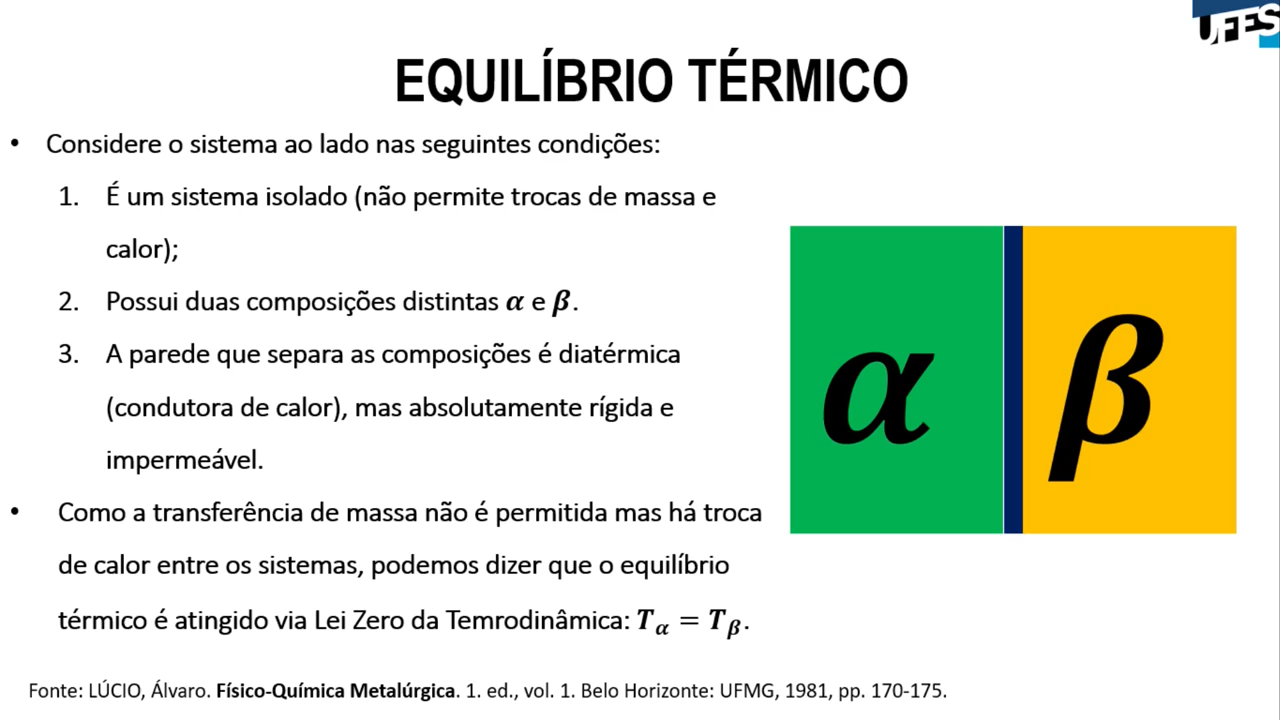 UFES
EQUILÍBRIO TÉRMICO
• Considere o sistema ao lado nas seguintes condições:
1. É um sistema isolado (não permite trocas de massa e
calor);
2. Possui duas composições distintas α e β.
3. A parede que separa as composições é diatérmica
(condutora de calor), mas absolutamente rígida e
impermeável.
• Como a transferência de massa não é permitida mas há troca
de calor entre os sistemas, podemos dizer que o equilíbrio
térmico é atingido via Lei Zero da Temrodinâmica: Tα = Tβ.
α
β
Fonte: LÚCIO, Álvaro. Físico-Química Metalúrgica. 1. ed., vol. 1. Belo Horizonte: UFMG, 1981, pp. 170-175.